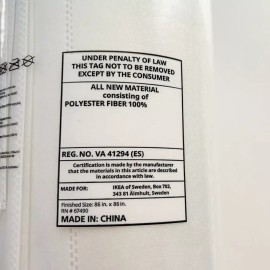 UNDER PENALTY OF LAW
THIS TAG NOT TO BE REMOVED
EXCEPT BY THE CONSUMER
ALL NEW MATERIAL
consisting of
POLYESTER FIBER 100%
REG. NO. VA 41294 (ES)
Certification is made by the manufacturer
that the materials in this article are described
in accordance with law.
MADE FOR:
IKEA of Sweden, Box 702,
343 81 Älmhult, Sweden
Finished Size: 86 in. x 86 in.
RN # 67490
MADE IN: CHINA